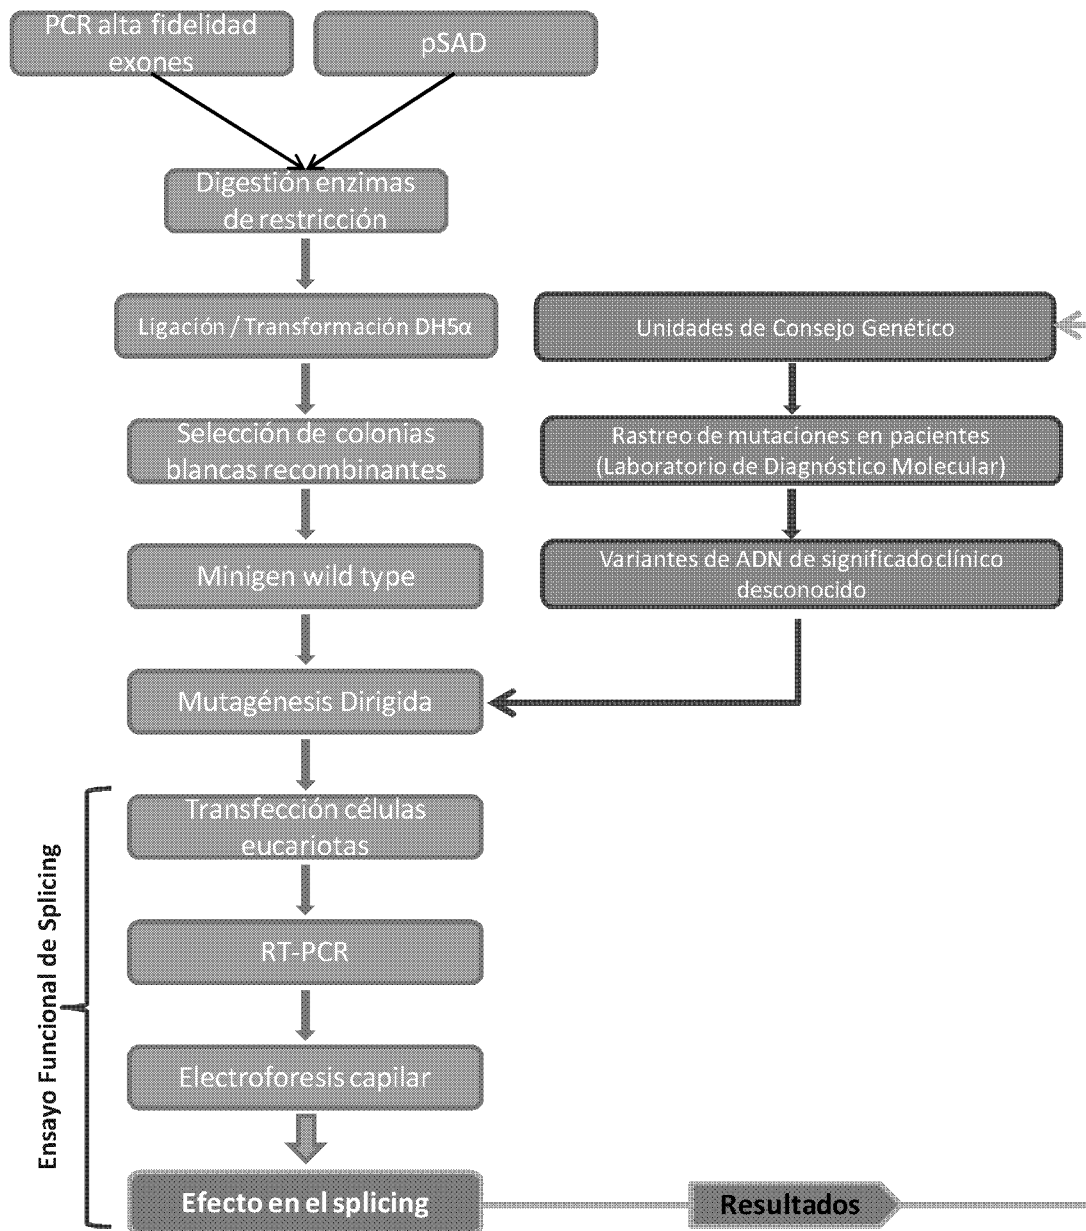 PCR alta fidelidad
exones
pSAD
Digestión enzimas
de restricción
Ligación / Transformación DH5α
Selección de colonias
blancas recombinantes
Minigen wild type
Mutagénesis Dirigida
Unidades de Consejo Genético
Rastreo de mutaciones en pacientes
(Laboratorio de Diagnóstico Molecular)
Variantes de ADN de significado clínico
desconocido
Ensayo Funcional de Splicing
Transfección células
eucariotas
RT-PCR
Electroforesis capilar
Efecto en el splicing
Resultados